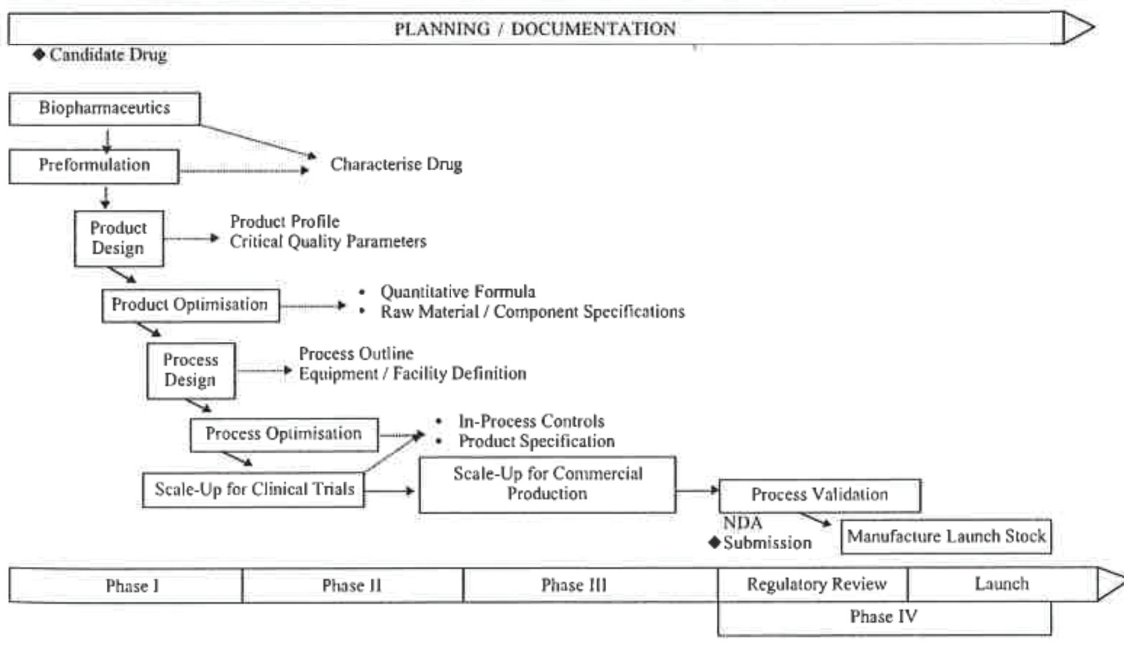 PLANNING / DOCUMENTATION
◆ Candidate Drug
Biopharmaceutics
Preformulation
Characterise Drug
Product
Design
Product Profile
Critical Quality Parameters
Product Optimisation
• Quantitative Formula
• Raw Material / Component Specifications
Process
Design
Process Outline
Equipment / Facility Definition
Process Optimisation
• In-Process Controls
• Product Specification
Scale-Up for Clinical Trials
Scale-Up for Commercial
Production
Process Validation
NDA
◆ Submission
Manufacture Launch Stock
Phase I
Phase II
Phase III
Regulatory Review
Launch
Phase IV